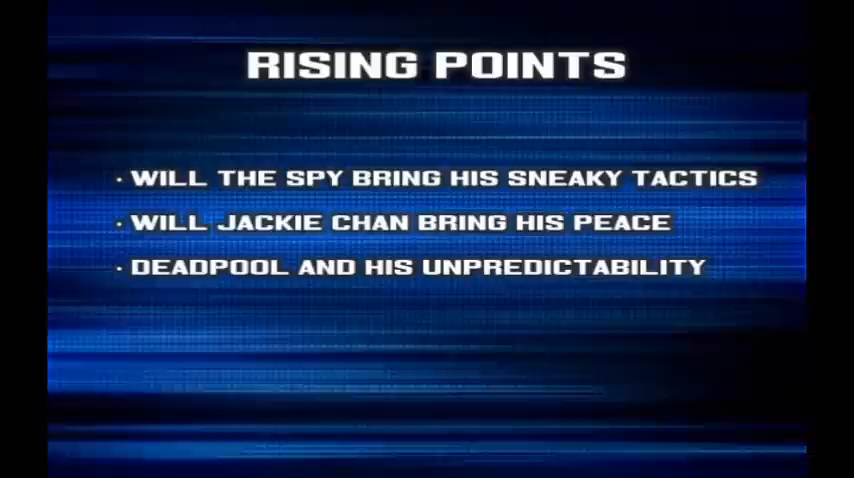 RISING POINTS
· WILL THE SPY BRING HIS SNEAKY TACTICS
· WILL JACKIE CHAN BRING HIS PEACE
· DEADPOOL AND HIS UNPREDICTABILITY